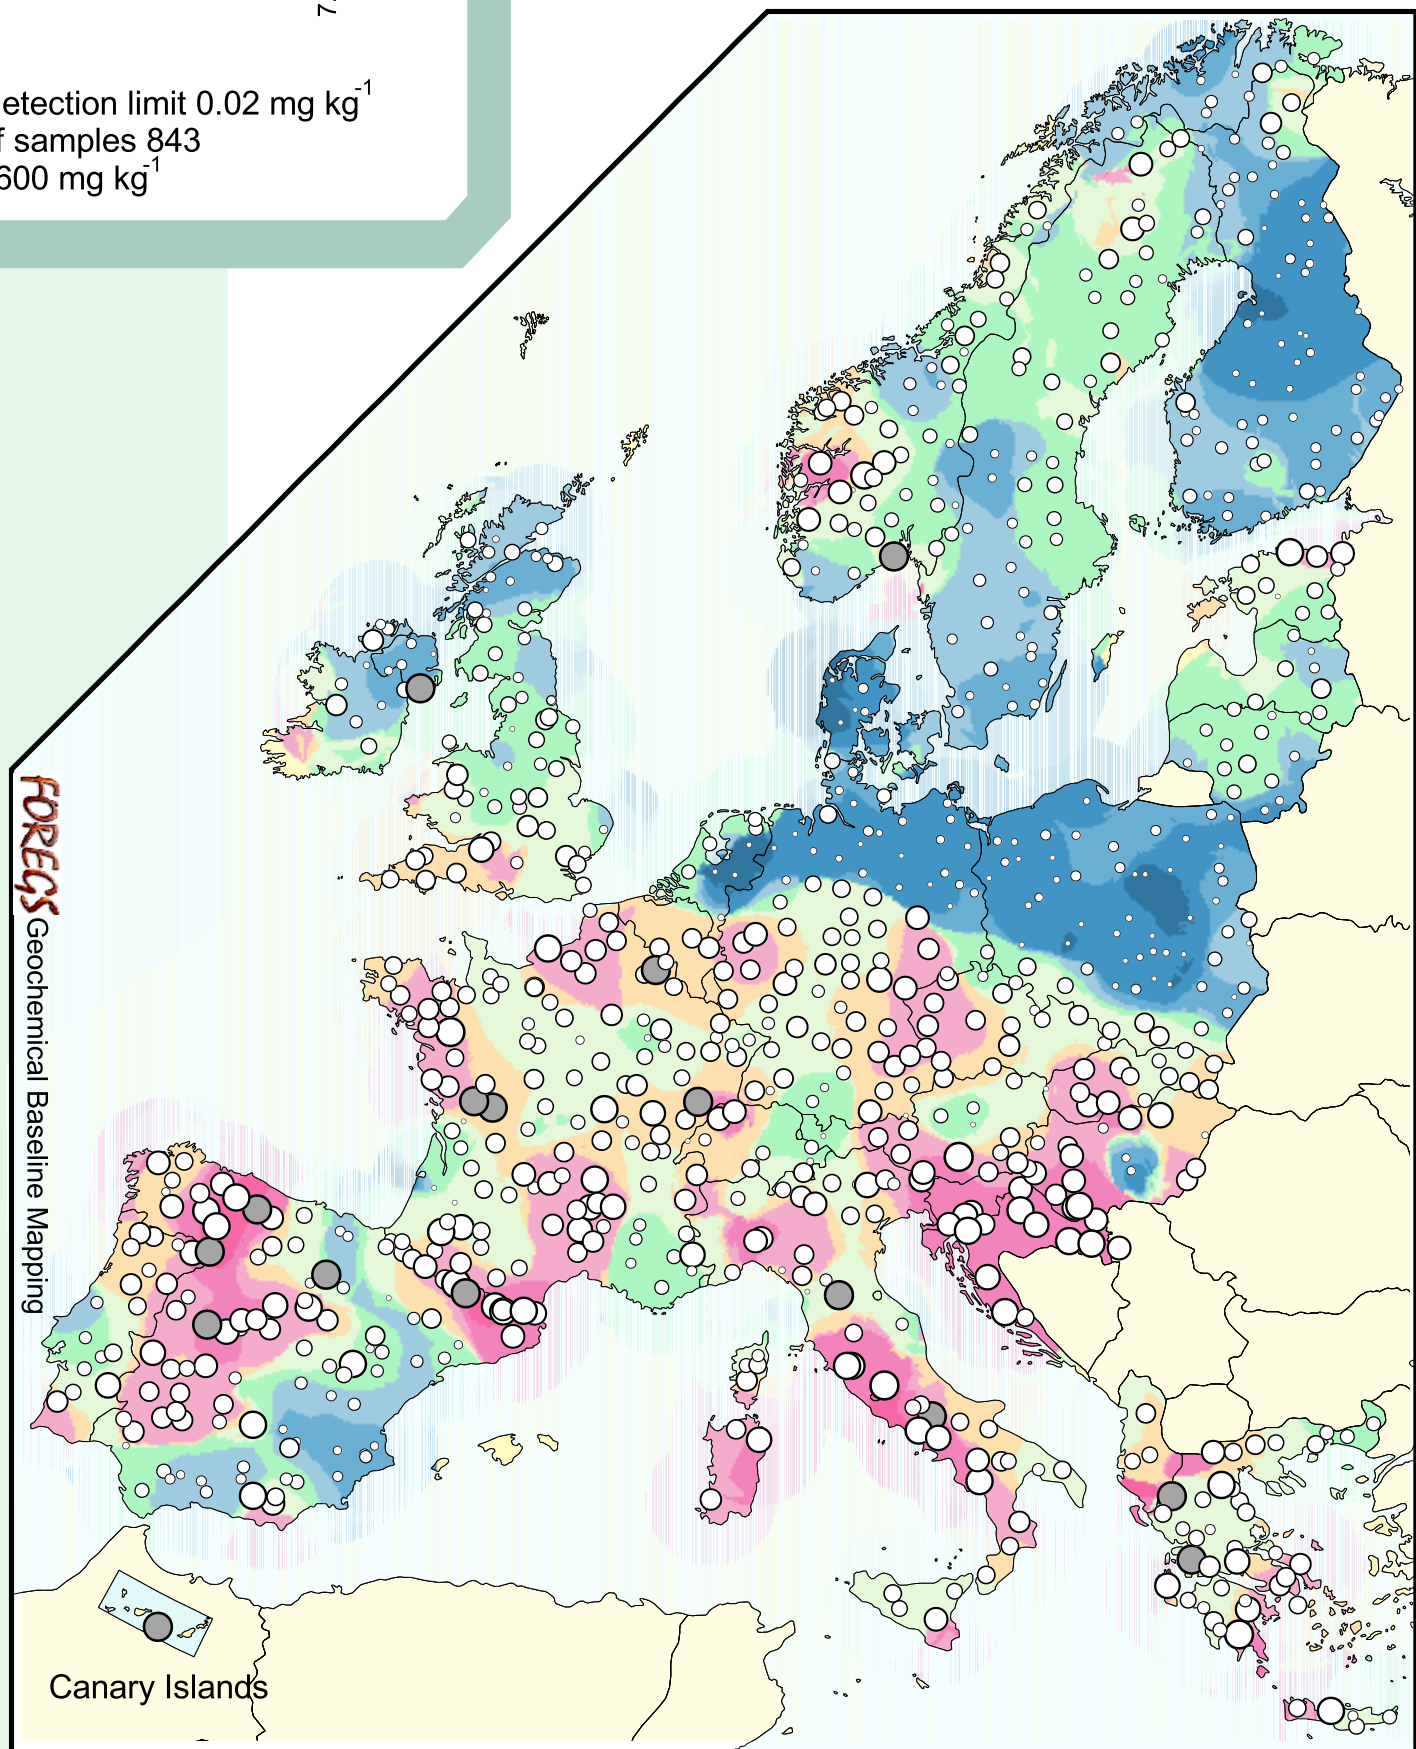 etection limit 0.02 mg kg-1
samples 843
600 mg kg-1
FOREGS Geochemical Baseline Mapping
Canary Islands